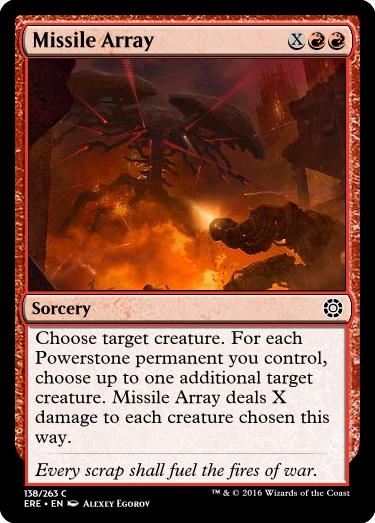 Missile Array
XRR
Sorcery
Choose target creature. For each
Powerstone permanent you control,
choose up to one additional target
creature. Missile Array deals X
damage to each creature chosen this
way.
Every scrap shall fuel the fires of war.
138/263 C
ERE • EN Alexey Egorov
™ & © 2016 Wizards of the Coast